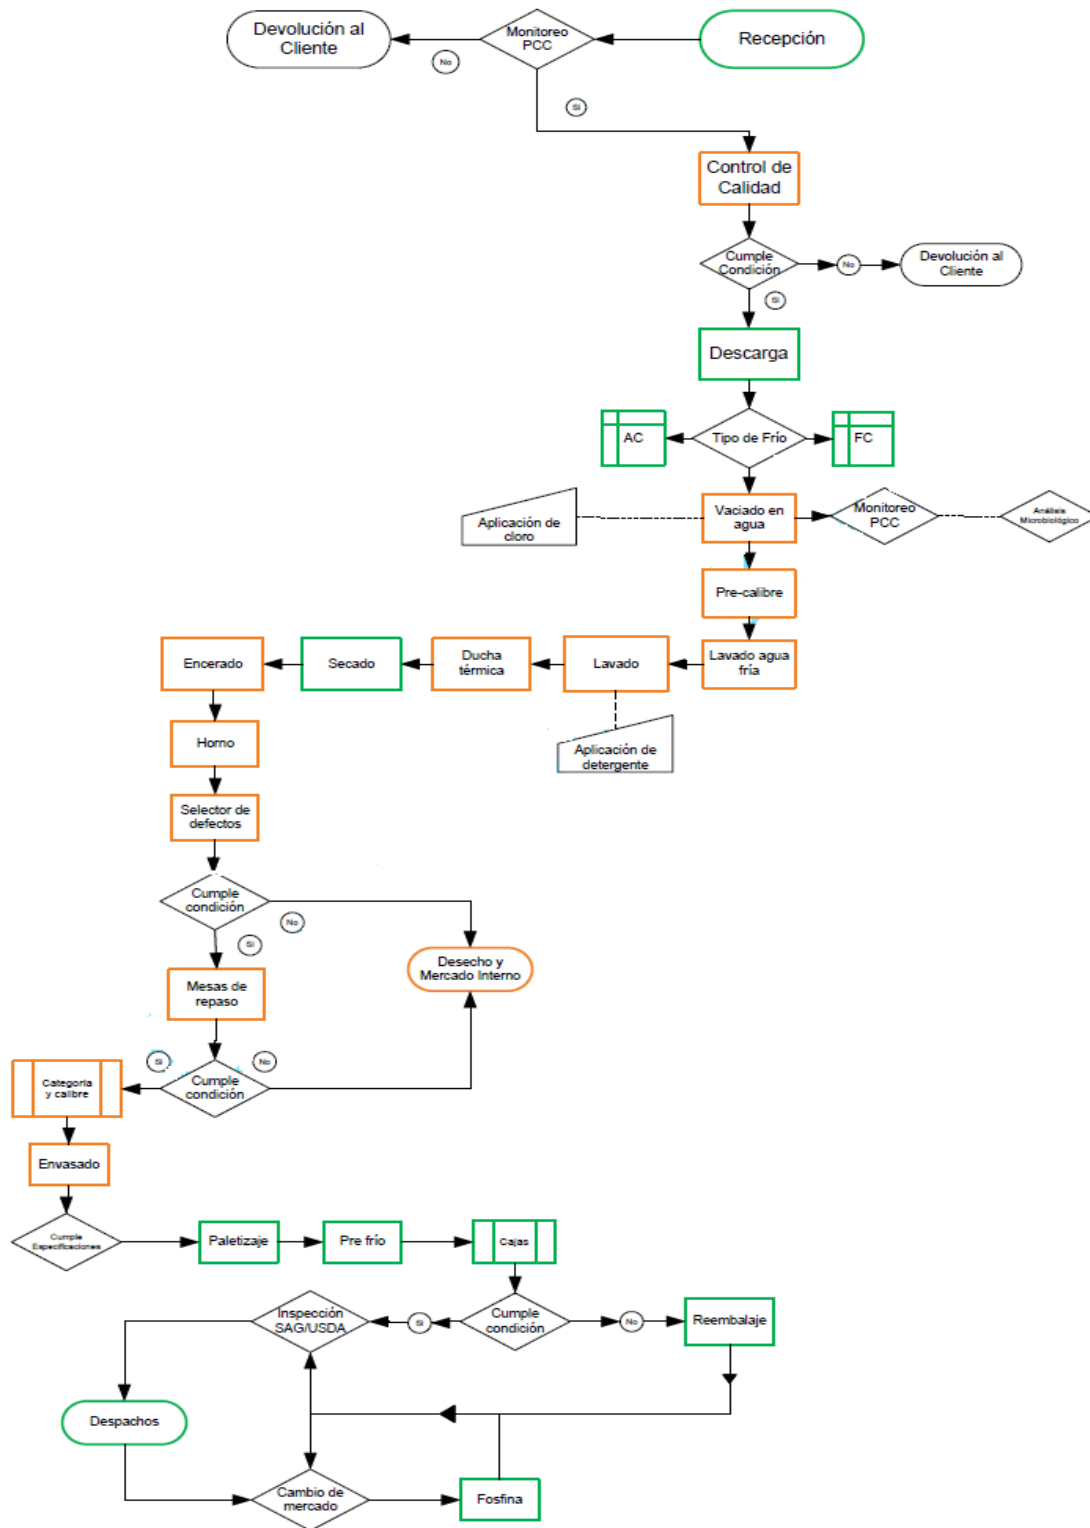 Devolución al
Cliente
Monitoreo
PCC
Recepción
No
Si
Control de
Calidad
Cumple
Condición
No
Devolución al
Cliente
Si
Descarga
AC
Tipo de Frío
FC
Aplicación de
cloro
Vaciado en
agua
Monitoreo
PCC
Análisis
Microbiológico
Pre-calibre
Encerado
Secado
Ducha
térmica
Lavado
Lavado agua
fría
Horno
Aplicación de
detergente
Selector de
defectos
Cumple
condición
No
Si
Desecho y
Mercado Interno
Mesas de
repaso
Si
No
Cumple
condición
Categoría
y calibre
Envasado
Cumple
Especificaciones
Paletizaje
Pre frío
Cajas
Inspección
SAG/USDA
Si
Cumple
condición
No
Reembalaje
Despachos
Cambio de
mercado
Fosfina